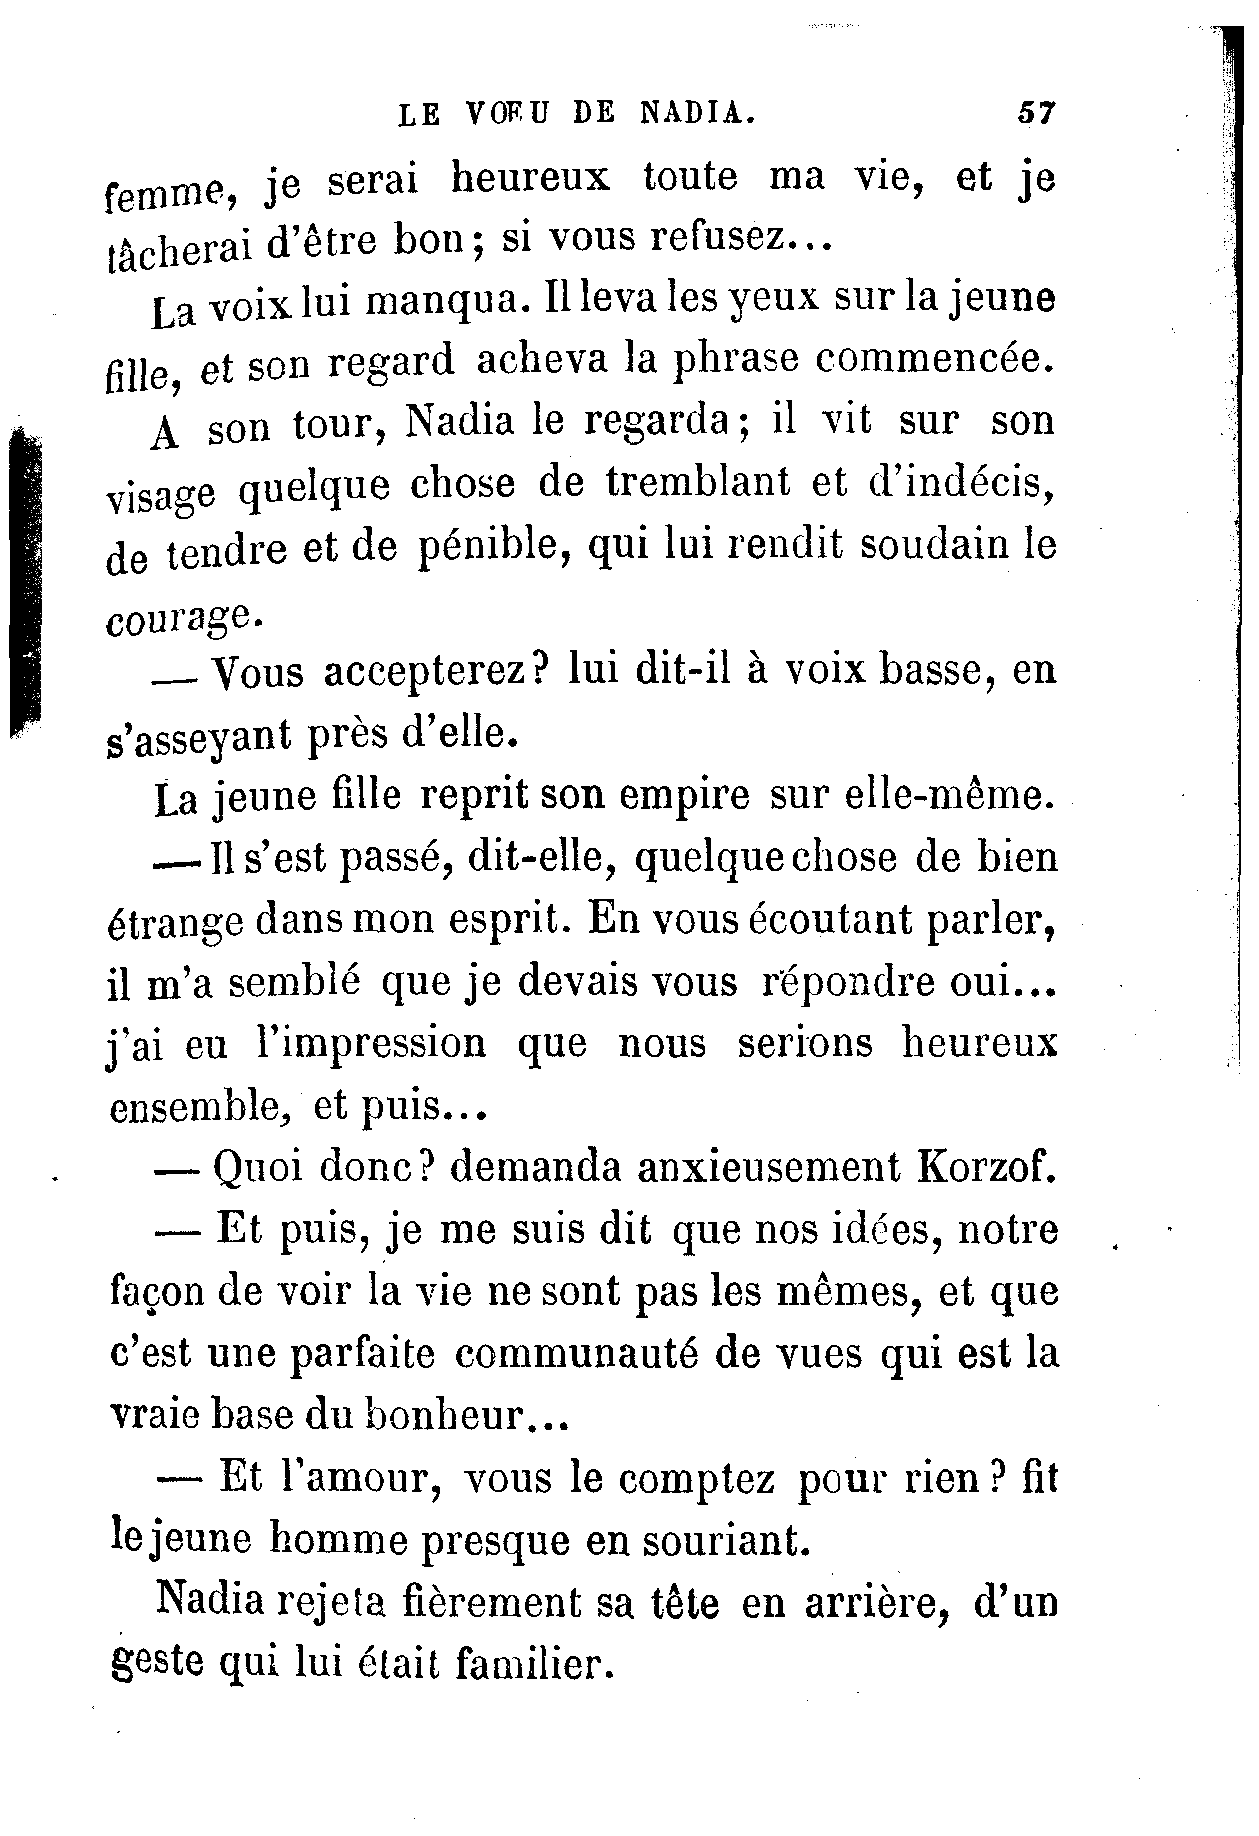 LE VŒU DE NADIA. 57
femme, je serai heureux toute ma vie, et je
tâcherai d'être bon; si vous refusez...
La voix lui manqua. Il leva les yeux sur la jeune
fille, et son regard acheva la phrase commencée.
A son tour, Nadia le regarda; il vit sur son
visage quelque chose de tremblant et d'indécis,
de tendre et de pénible, qui lui rendit soudain le
courage.
— Vous accepterez? lui dit-il à voix basse, en
s'asseyant près d'elle.
La jeune fille reprit son empire sur elle-même.
— Il s'est passé, dit-elle, quelque chose de bien
étrange dans mon esprit. En vous écoutant parler,
il m'a semblé que je devais vous répondre oui...
j'ai eu l'impression que nous serions heureux
ensemble, et puis...
— Quoi donc? demanda anxieusement Korzof.
— Et puis, je me suis dit que nos idées, notre
façon de voir la vie ne sont pas les mêmes, et que
c'est une parfaite communauté de vues qui est la
vraie base du bonheur...
— Et l'amour, vous le comptez pour rien? fit
le jeune homme presque en souriant.
Nadia rejeta fièrement sa tête en arrière, d'un
geste qui lui était familier.